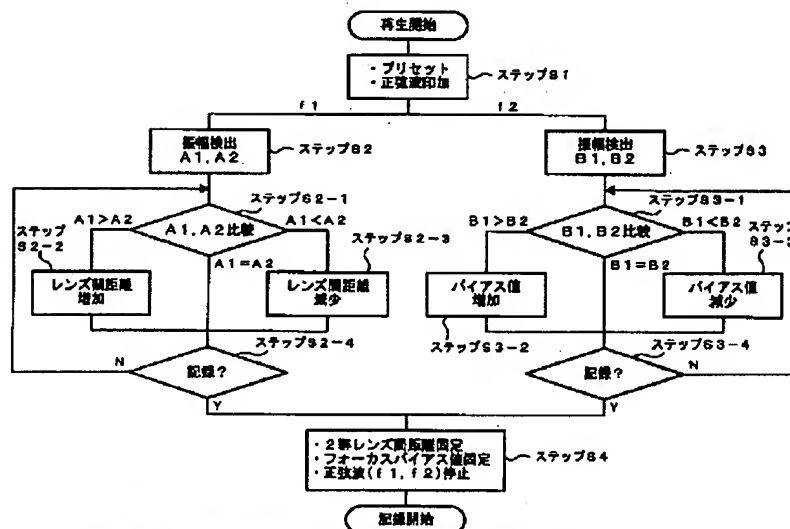 再生開始
・プリセット
・正弦波印加
ステップS1
f1
f2
振幅検出
A1,A2
ステップS2
振幅検出
B1,B2
ステップS3
ステップS2-1
ステップS3-1
A1>A2
A1,A2比較
A1<A2
B1>B2
B1,B2比較
B1<B2
ステップ
S2-2
ステップS2-3
ステップ
S3-3
A1=A2
B1=B2
レンズ間距離
増加
レンズ間距離
減少
バイアス値
増加
バイアス値
減少
ステップS2-4
ステップS3-2
ステップS3-4
N
記録?
記録?
N
Y
Y
・2群レンズ間距離固定
・フォーカスバイアス値固定
・正弦波(f1,f2)停止
ステップS4
記録開始